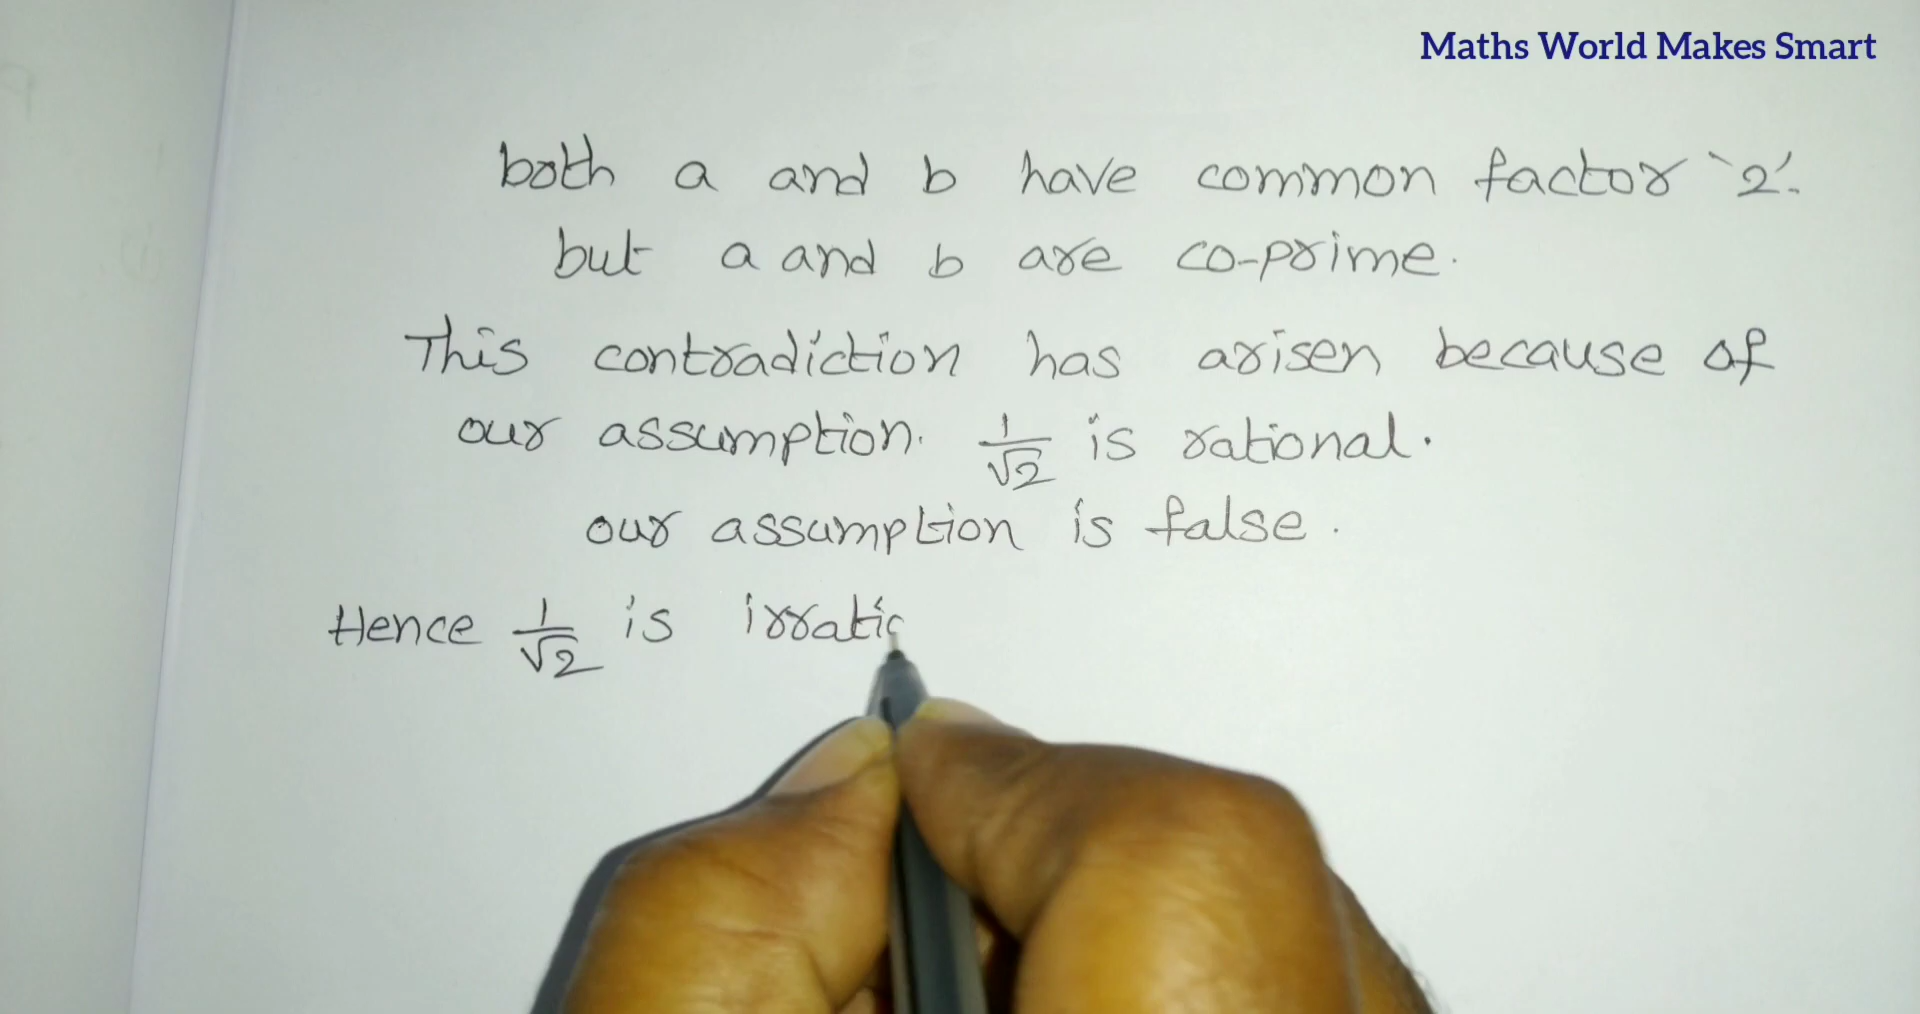 Maths World Makes Smart
both a and b have common factor `2'.
but a and b are co-prime.
This contradiction has arisen because of
our assumption. 1/√2 is rational.
our assumption is false.
Hence 1/√2 is irratio